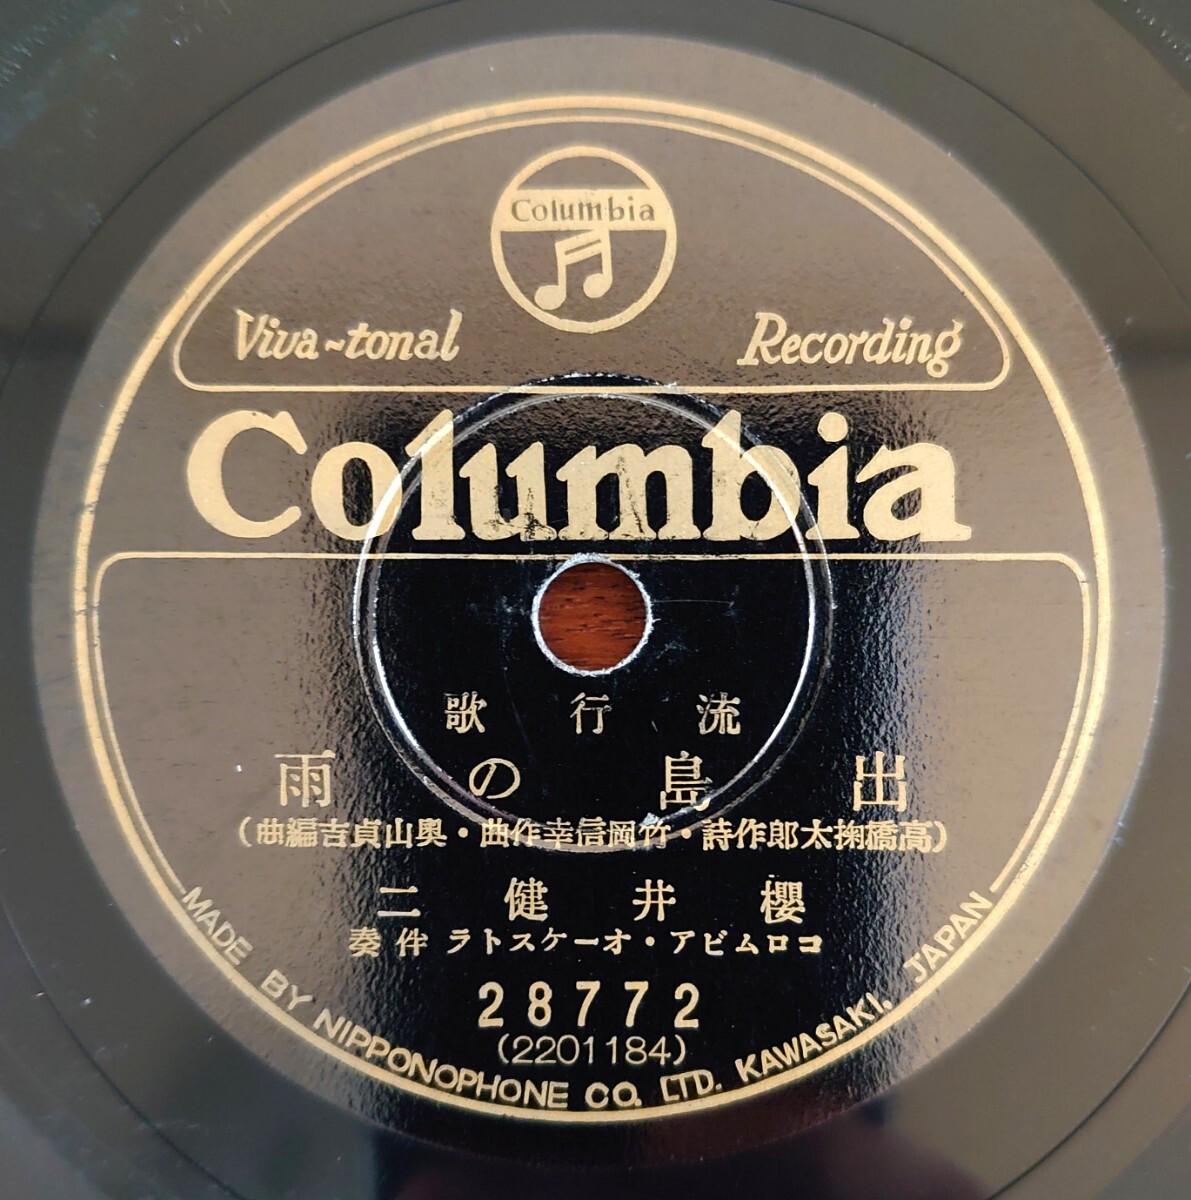 Columbia
Viva-tonal Recording
Columbia
流行歌
出島の雨
(高橋掬太郎作詩・竹岡信幸作曲・奥山貞吉編曲)
櫻井健二
コロムビア・オーケストラ伴奏
28772
(2201184)
MADE BY NIPPONOPHONE CO. LTD. KAWASAKI, JAPAN